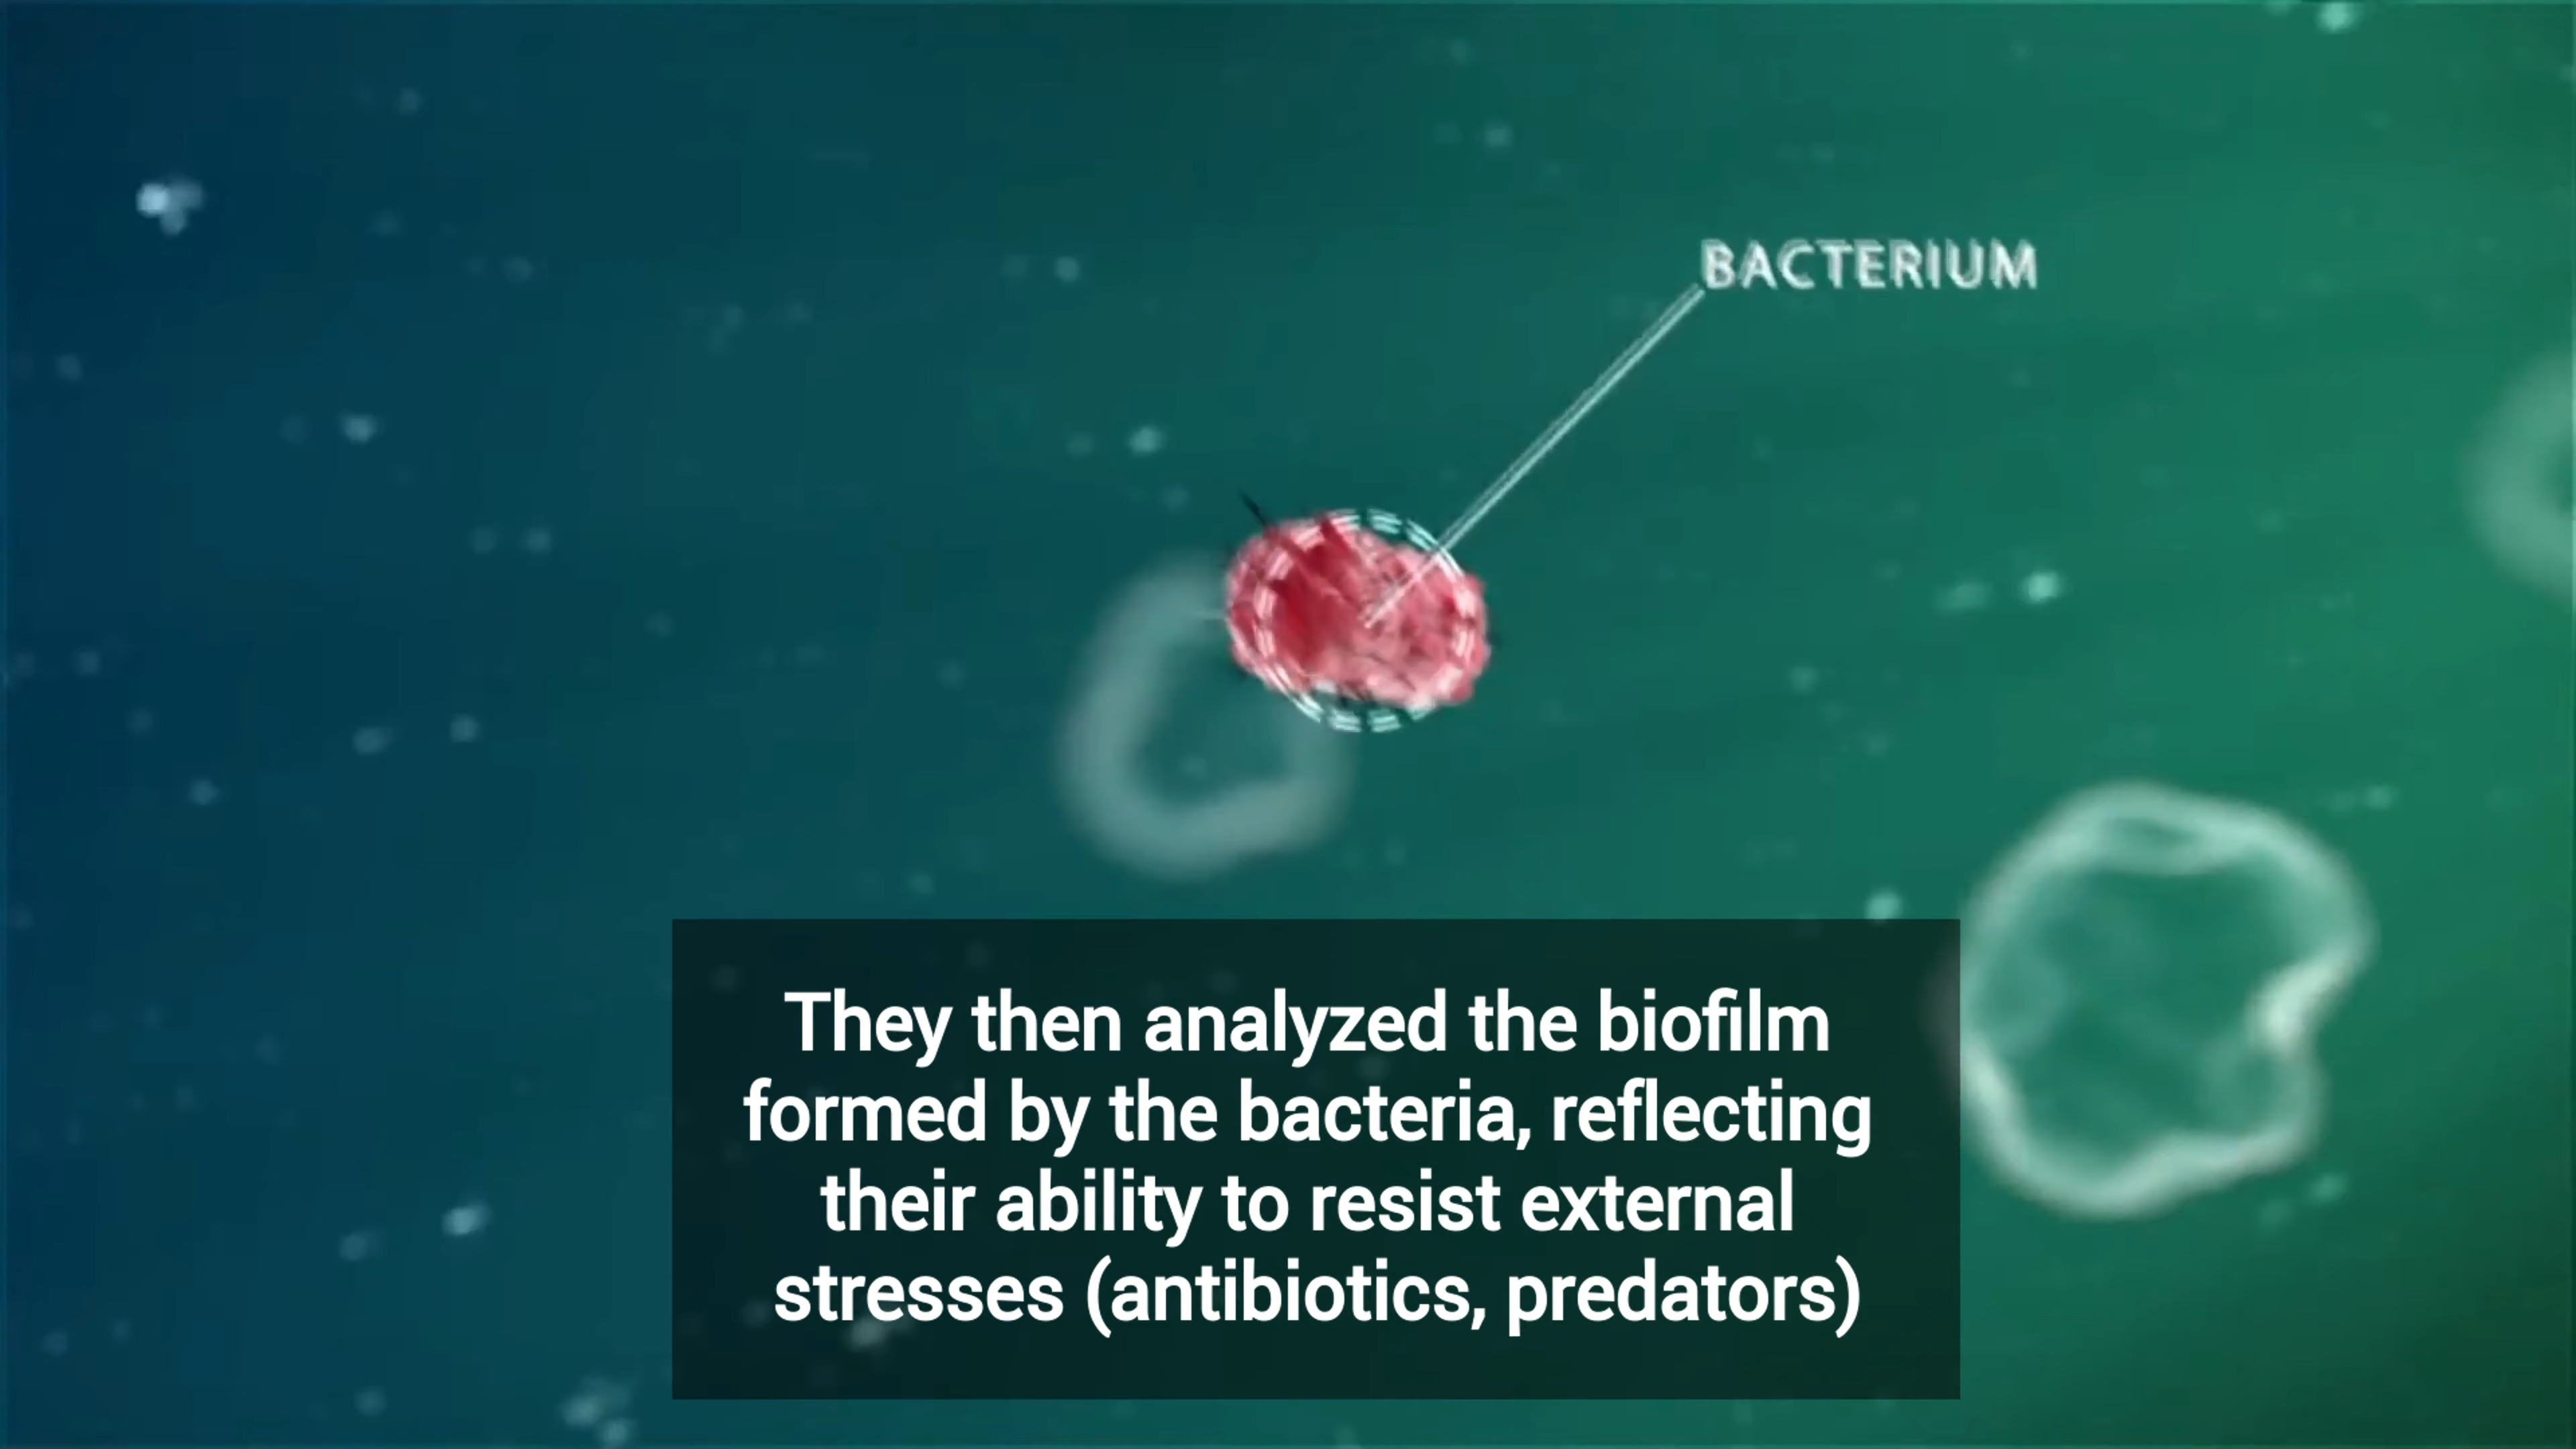 BACTERIUM
They then analyzed the biofilm
formed by the bacteria, reflecting
their ability to resist external
stresses (antibiotics, predators)